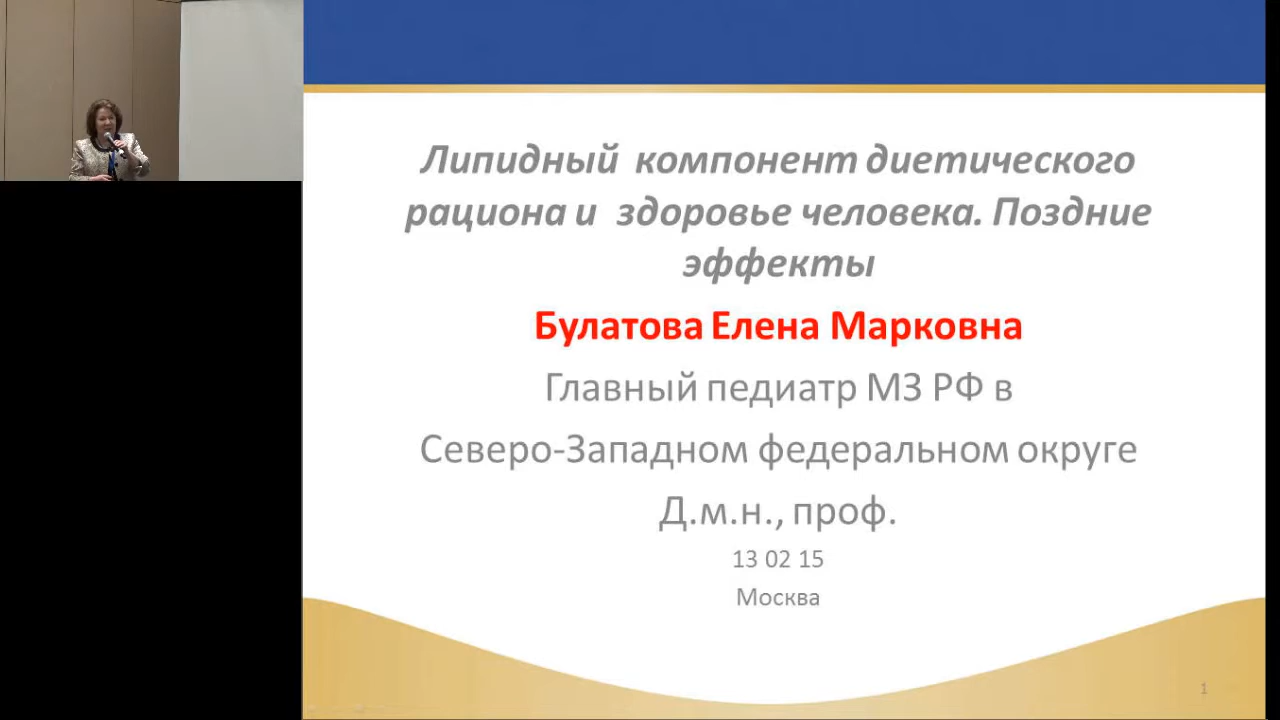 Липидный компонент диетического
рациона и здоровье человека. Поздние
эффекты
Булатова Елена Марковна
Главный педиатр МЗ РФ в
Северо-Западном федеральном округе
Д.м.н., проф.
13 02 15
Москва
1